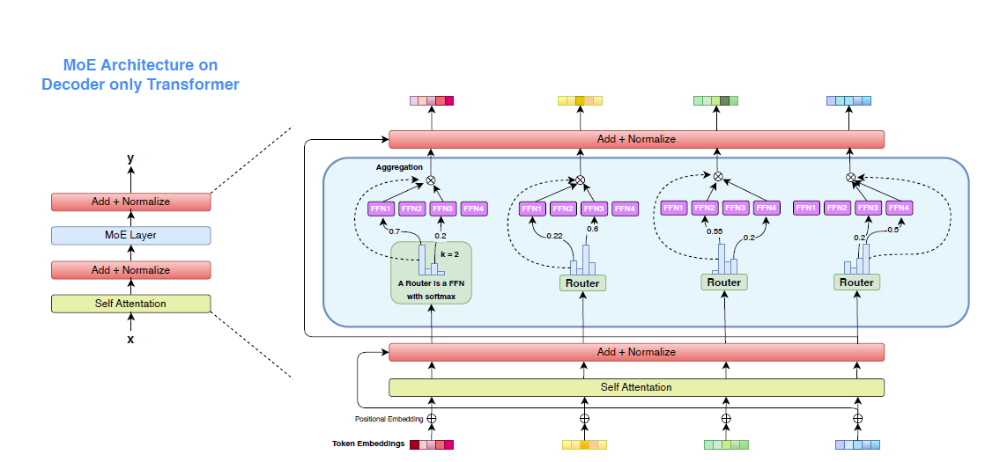 MoE Architecture on
Decoder only Transformer
y
Add + Normalize
MoE Layer
Add + Normalize
Self Attentation
x
Add + Normalize
Aggregation
FFN1 FFN2 FFN3 FFN4
FFN1 FFN2 FFN3 FFN4
FFN1 FFN2 FFN3 FFN4
FFN1 FFN2 FFN3 FFN4
0.7
0.2
k = 2
A Router is a FFN
with softmax
0.22
0.6
Router
0.55
0.2
Router
0.2
0.5
Router
Add + Normalize
Self Attentation
Positional Embedding
Token Embeddings